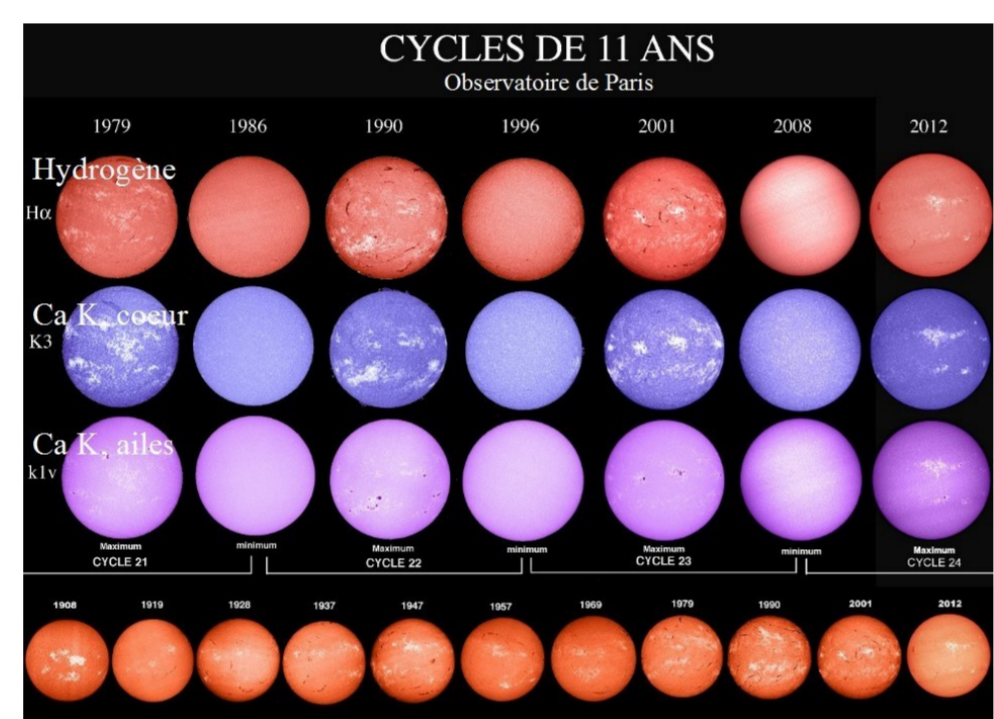 CYCLES DE 11 ANS
Observatoire de Paris
1979 1986 1990 1996 2001 2008 2012
Hydrogène
Hα
Ca K, coeur
K3
Ca K, ailes
k1v
Maximum minimum Maximum minimum Maximum minimum Maximum
CYCLE 21 CYCLE 22 CYCLE 23 CYCLE 24
1908 1919 1928 1937 1947 1957 1969 1979 1990 2001 2012